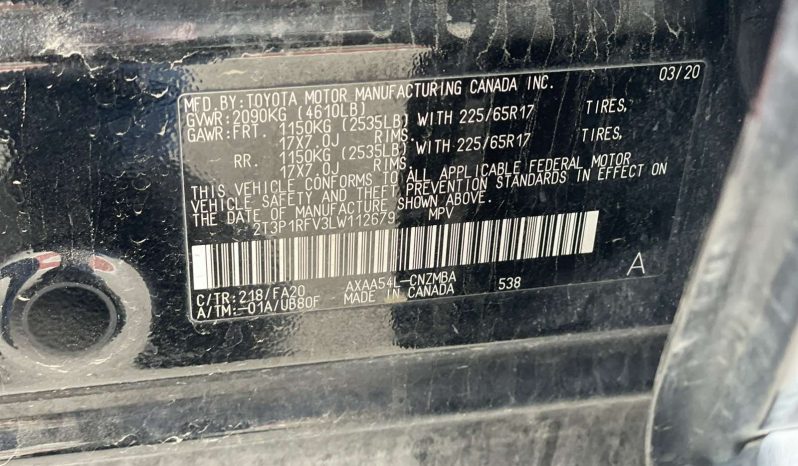 MFD.BY:TOYOTA MOTOR MANUFACTURING CANADA INC. 03/20
GVWR:2090KG (4610LB)
GAWR:FRT. 1150KG (2535LB) WITH 225/65R17 TIRES,
17X7.0J RIMS.
RR. 1150KG (2535LB) WITH 225/65R17 TIRES,
17X7.0J RIMS.
THIS VEHICLE CONFORMS TO ALL APPLICABLE FEDERAL MOTOR
VEHICLE SAFETY AND THEFT PREVENTION STANDARDS IN EFFECT ON
THE DATE OF MANUFACTURE SHOWN ABOVE.
2T3P1RFV3LW112679 MPV
C/TR:218/FA20 AXAA54L-CNZMBA 538 A
A/TM:-01A/UB80F MADE IN CANADA